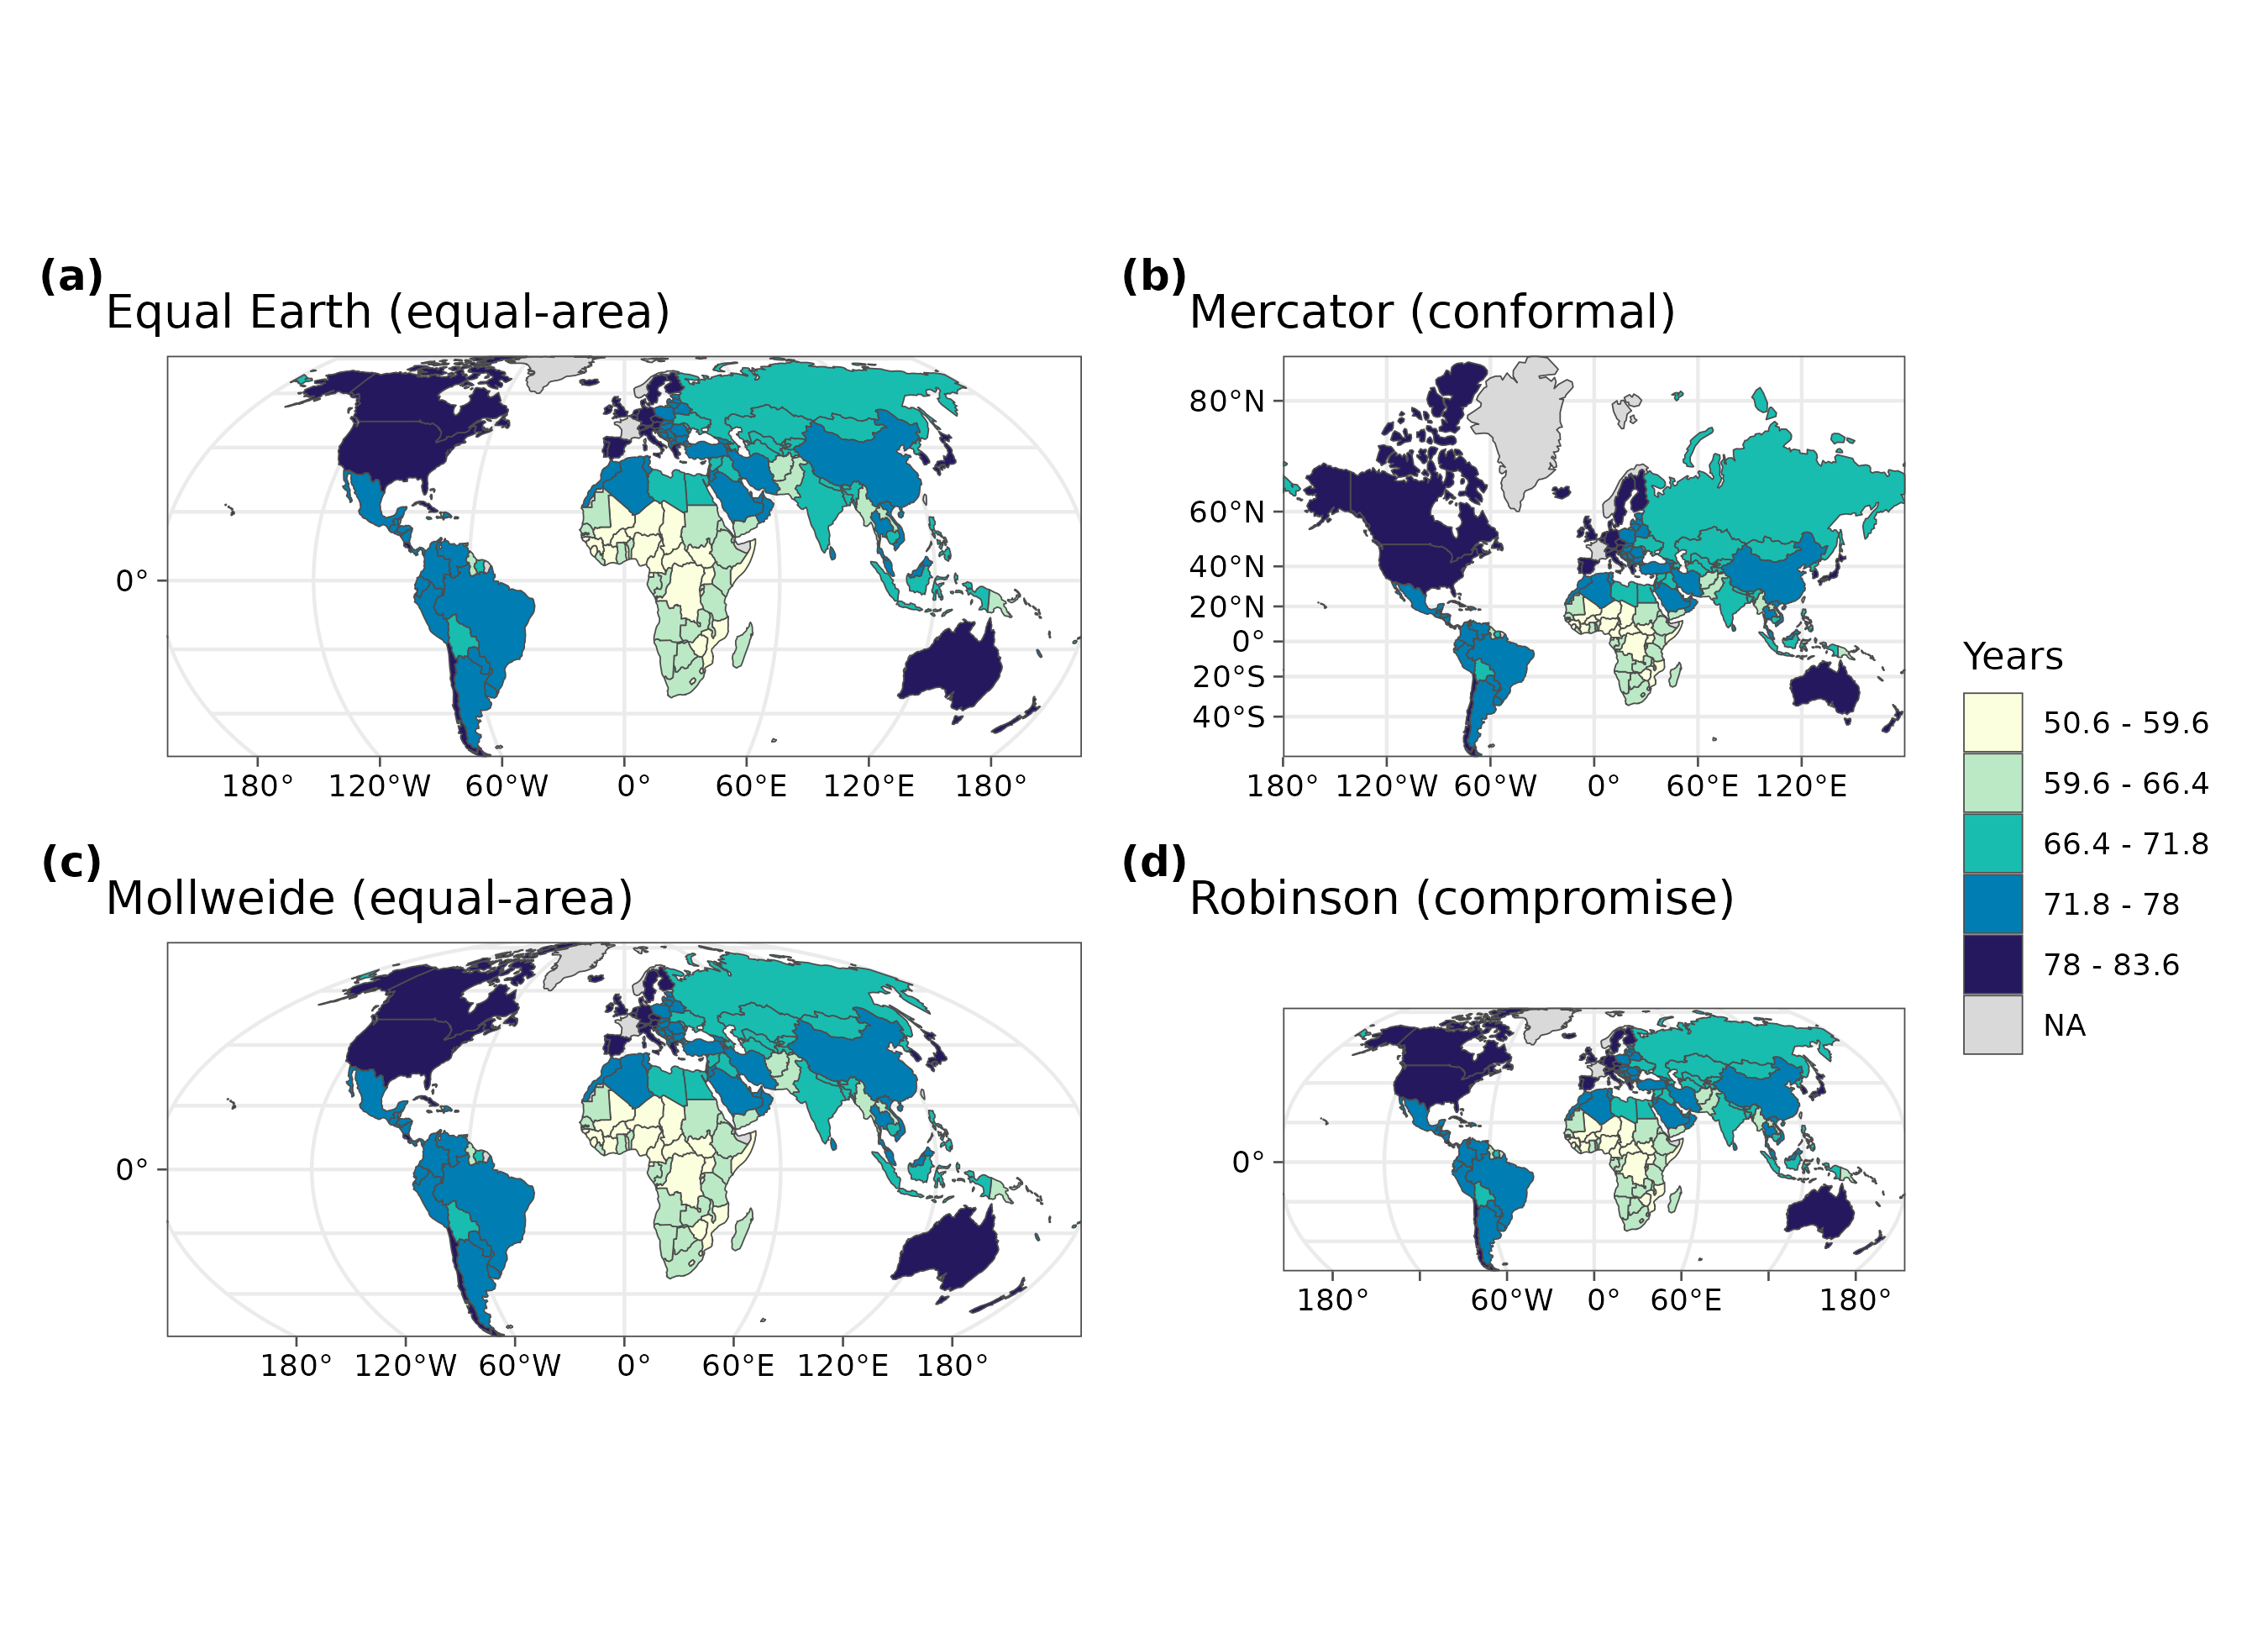 (a)
Equal Earth (equal-area)
0°
180° 120°W 60°W 0° 60°E 120°E 180°
(b)
Mercator (conformal)
80°N
60°N
40°N
20°N
0°
20°S
40°S
180° 120°W 60°W 0° 60°E 120°E
(c)
Mollweide (equal-area)
0°
180° 120°W 60°W 0° 60°E 120°E 180°
(d)
Robinson (compromise)
0°
180° 60°W 0° 60°E 180°
Years
50.6 - 59.6
59.6 - 66.4
66.4 - 71.8
71.8 - 78
78 - 83.6
NA